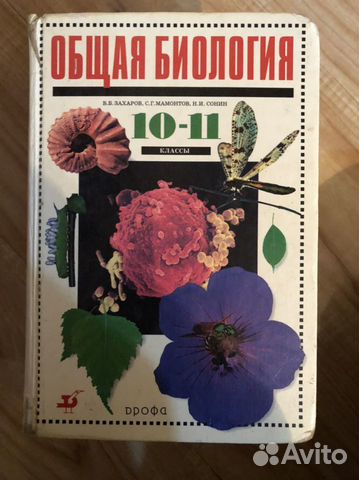 ОБЩАЯ БИОЛОГИЯ
В.Б. ЗАХАРОВ, С.Г. МАМОНТОВ, Н.И. СОНИН
10-11
КЛАССЫ
дрофа
Avito